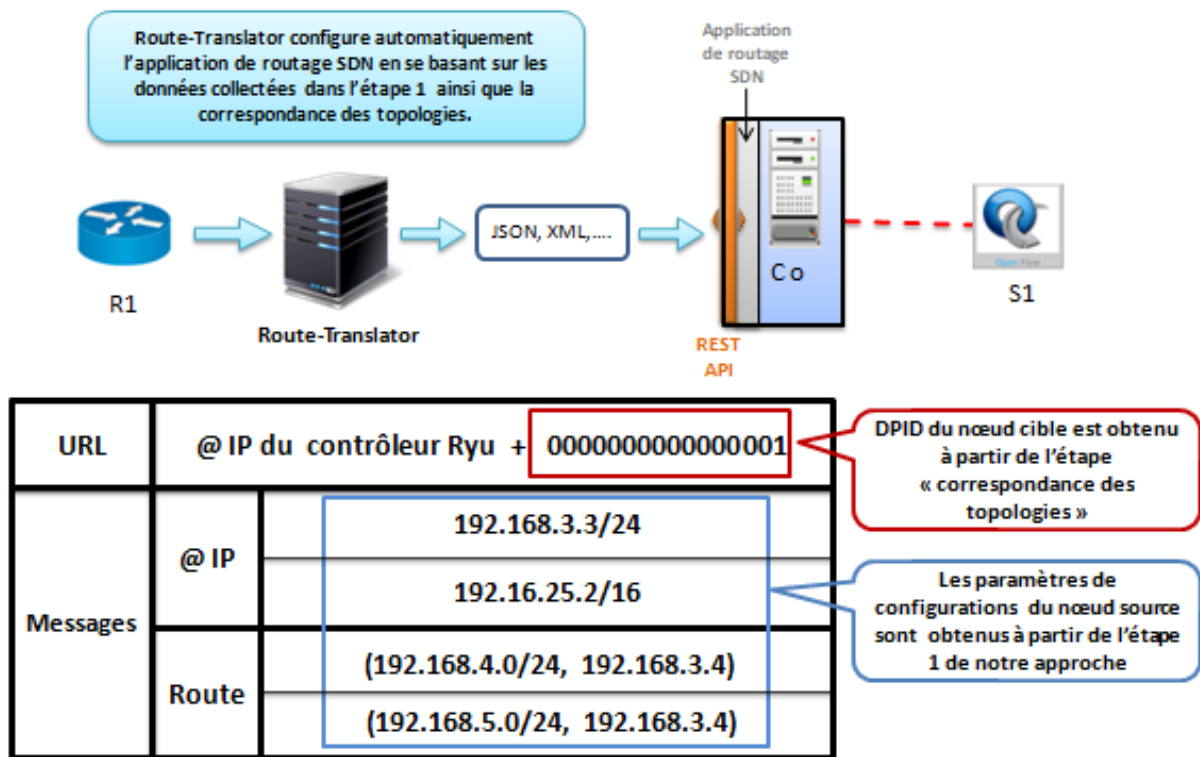 Route-Translator configure automatiquement
l'application de routage SDN en se basant sur les
données collectées dans l'étape 1 ainsi que la
correspondance des topologies.
Application
de routage
SDN
R1
Route-Translator
JSON, XML,....
Co
REST
API
Open Flow
S1
URL
@ IP du contrôleur Ryu + 0000000000000001
DPID du nœud cible est obtenu
à partir de l'étape
« correspondance des
topologies »
Messages
@ IP
192.168.3.3/24
192.16.25.2/16
Route
(192.168.4.0/24, 192.168.3.4)
(192.168.5.0/24, 192.168.3.4)
Les paramètres de
configurations du nœud source
sont obtenus à partir de l'étape
1 de notre approche